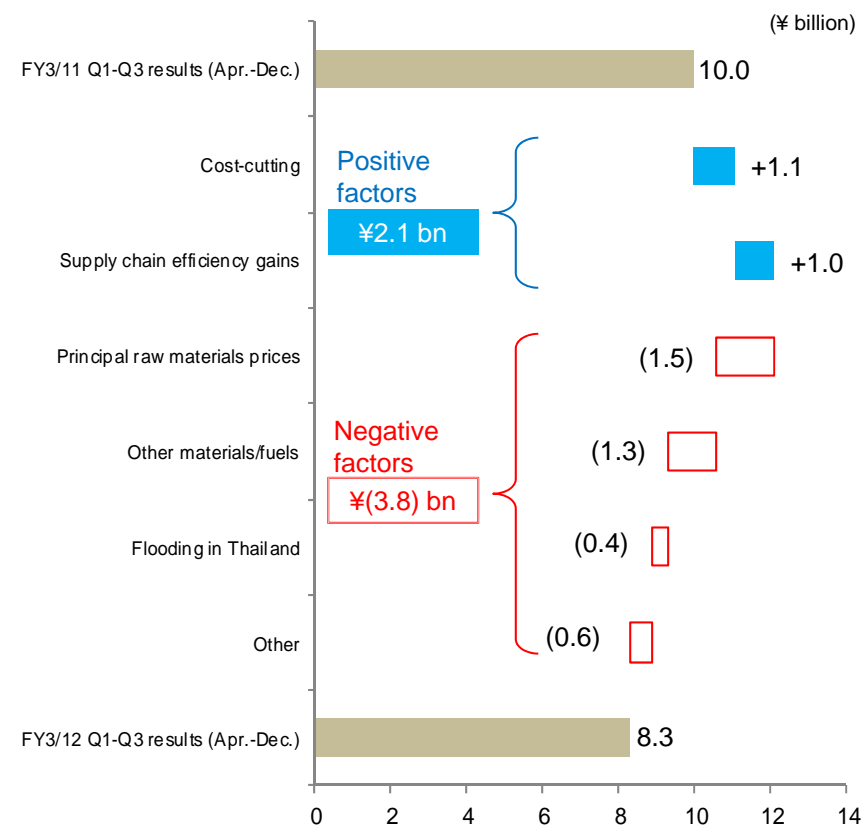 (¥ billion)
FY3/11 Q1-Q3 results (Apr.-Dec.)
10.0
Cost-cutting
Positive
factors
¥2.1 bn
+1.1
Supply chain efficiency gains
+1.0
Principal raw materials prices
(1.5)
Other materials/fuels
Negative
factors
¥(3.8) bn
(1.3)
Flooding in Thailand
(0.4)
Other
(0.6)
FY3/12 Q1-Q3 results (Apr.-Dec.)
8.3
0 2 4 6 8 10 12 14